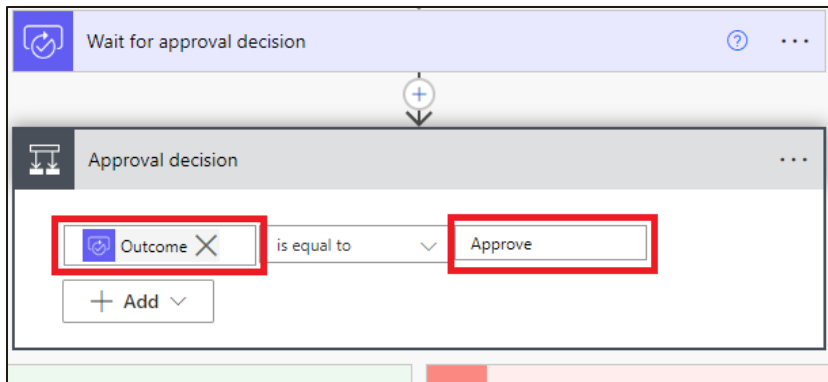 Wait for approval decision
Approval decision
Outcome
is equal to
Approve
Add